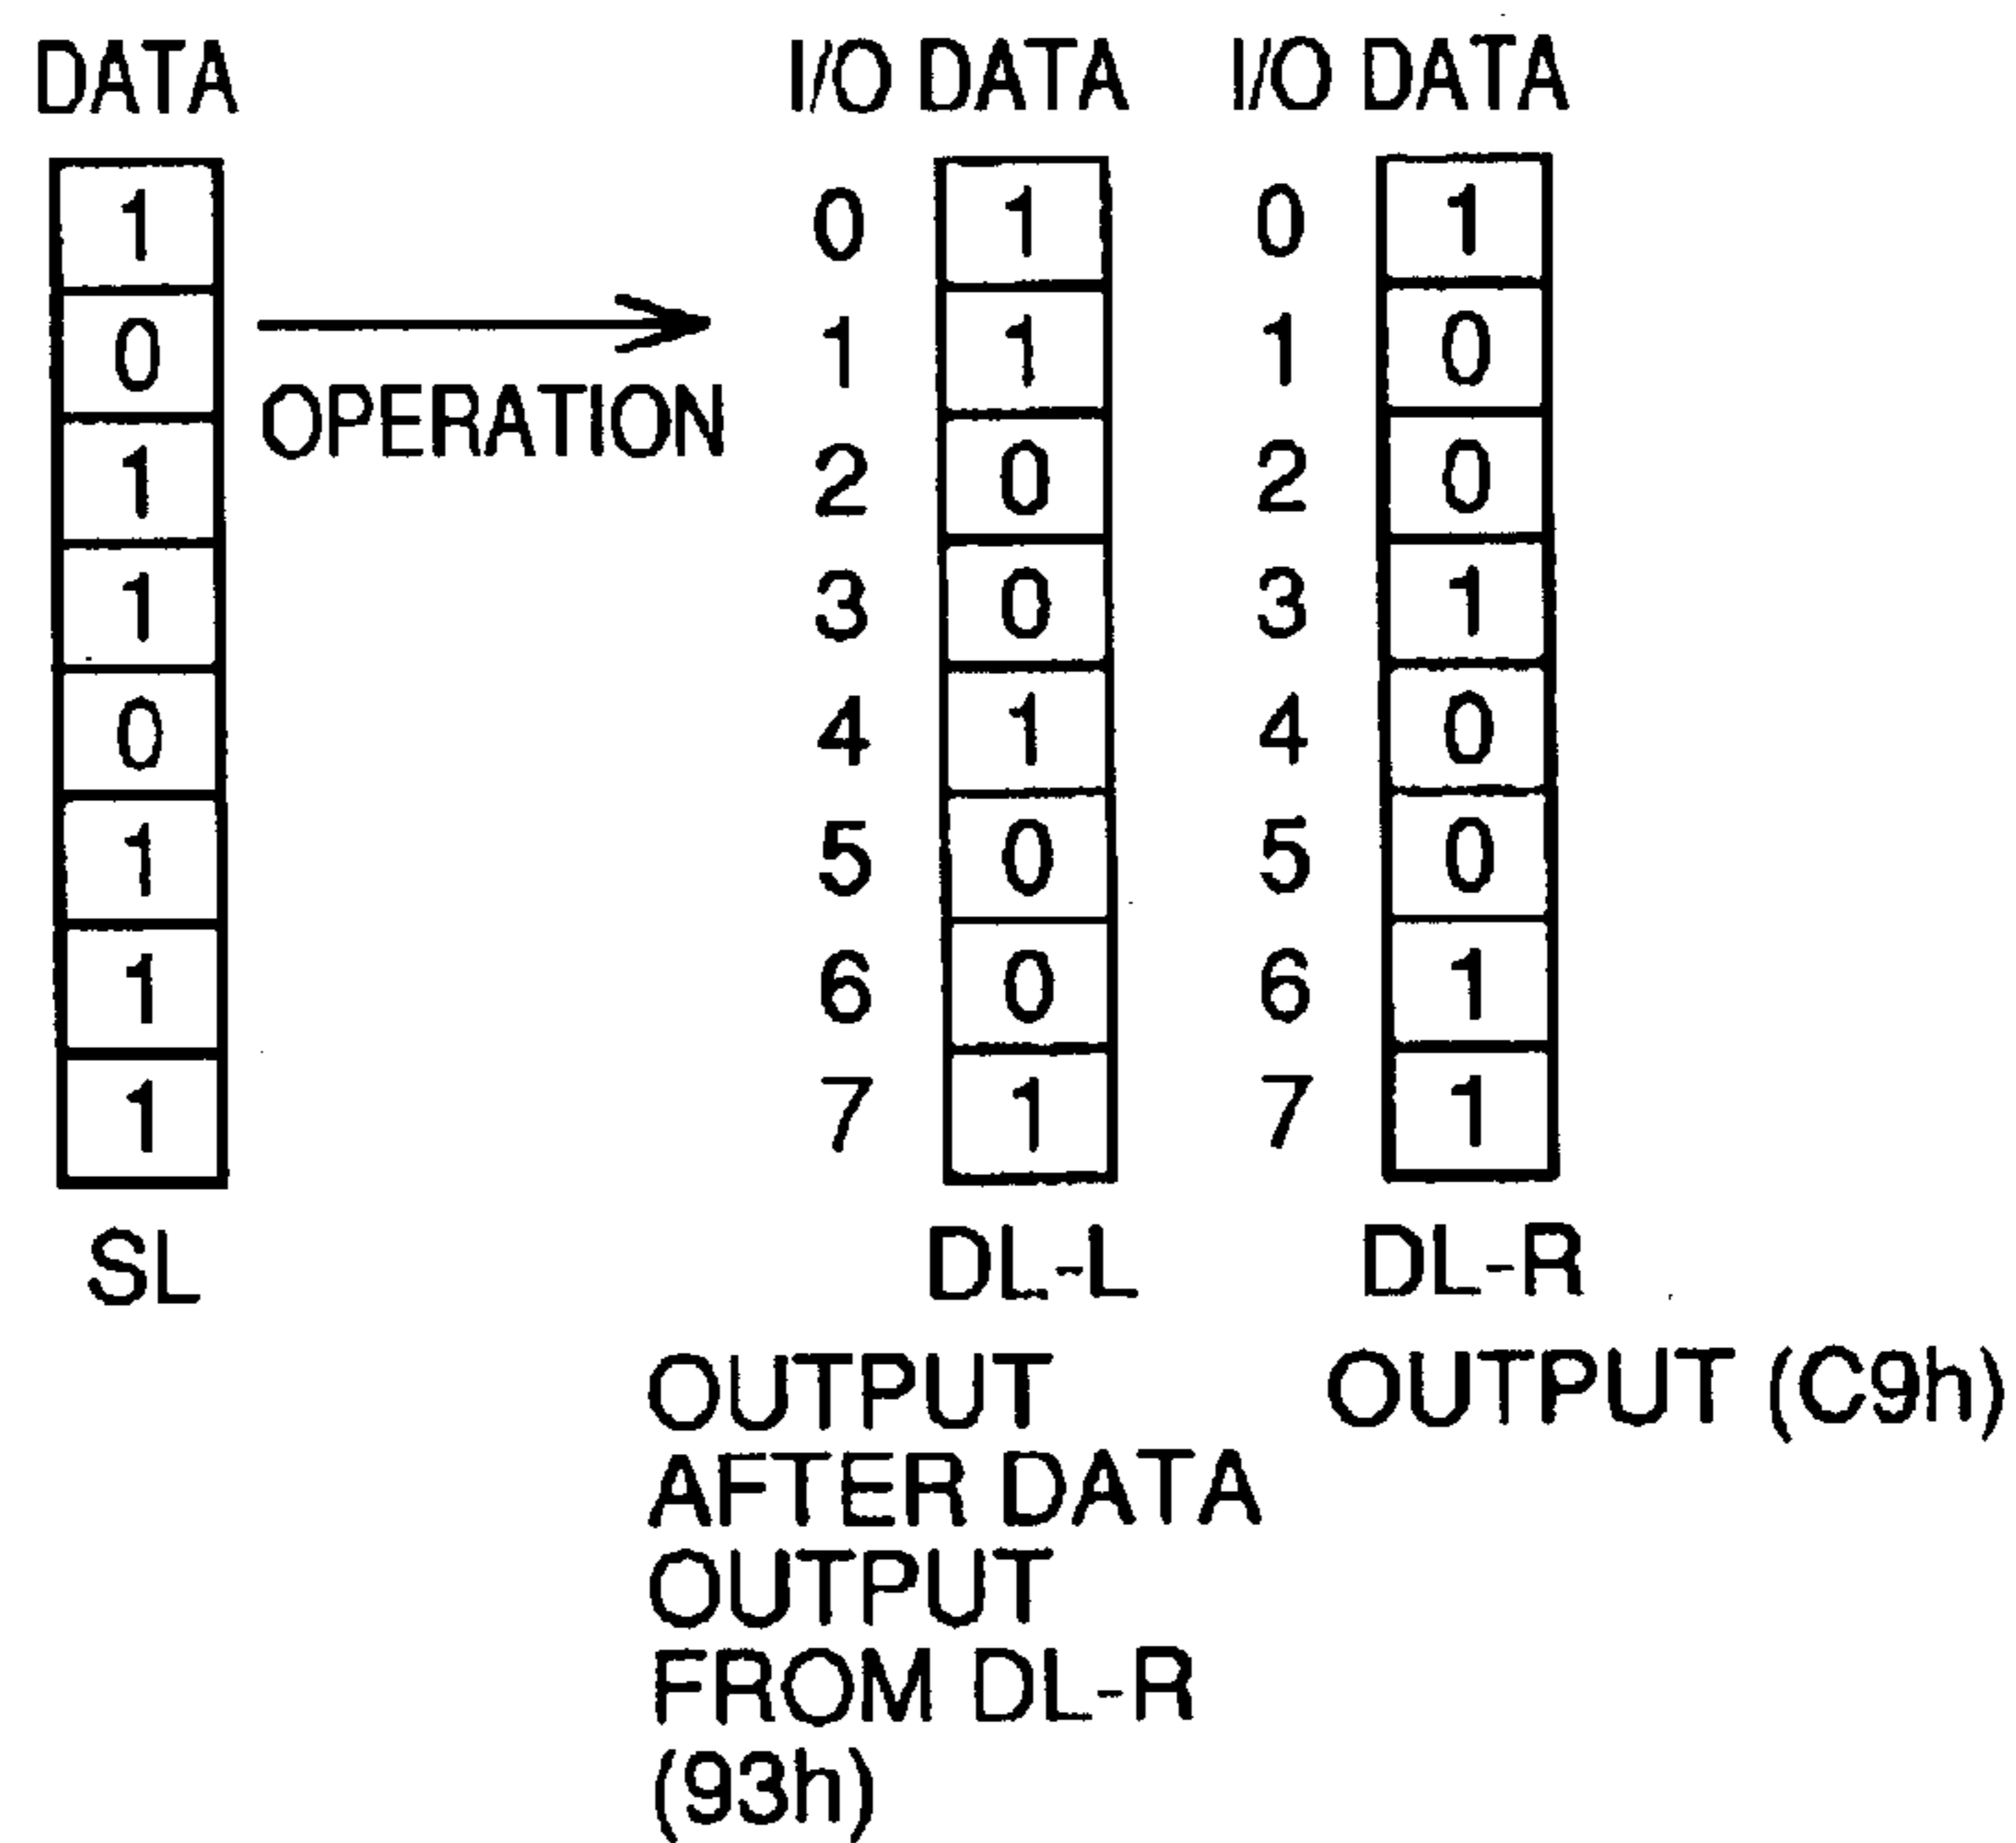 DATA I/O DATA I/O DATA
1 0 1 0 1
0 1 1 1 0
OPERATION
1 2 0 2 0
1 3 0 3 1
0 4 1 4 0
1 5 0 5 0
1 6 0 6 1
1 7 1 7 1
SL DL-L DL-R
OUTPUT OUTPUT (C9h)
AFTER DATA
OUTPUT
FROM DL-R
(93h)